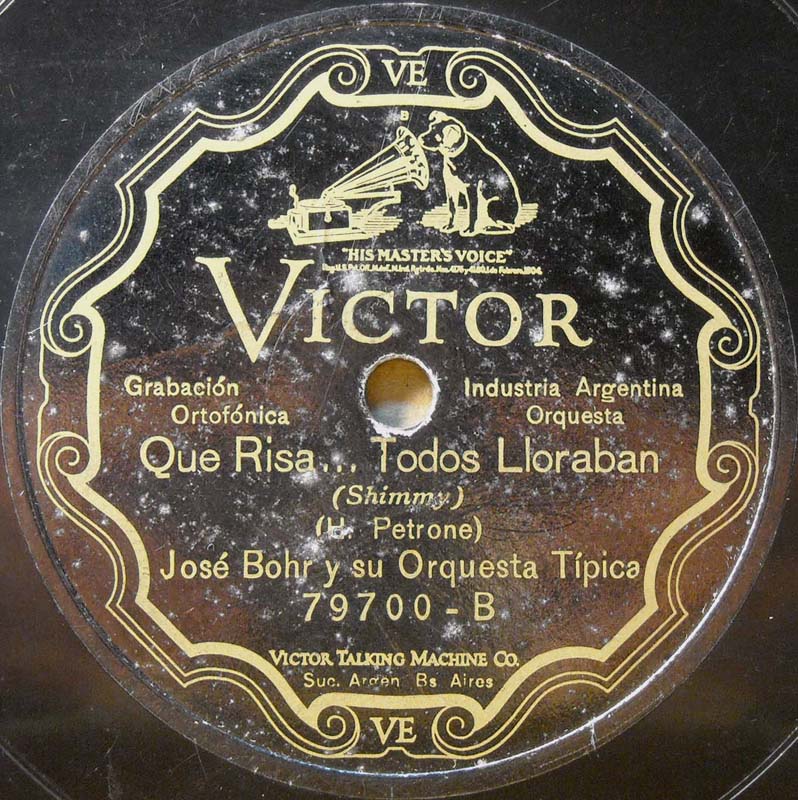 VE
"HIS MASTER'S VOICE"
VICTOR
Grabación
Ortofónica
Industria Argentina
Orquesta
Que Risa... Todos Lloraban
(Shimmy)
(H. Petrone)
José Bohr y su Orquesta Típica
79700 - B
VICTOR TALKING MACHINE CO.
Suc. Argen Bs Aires
VE